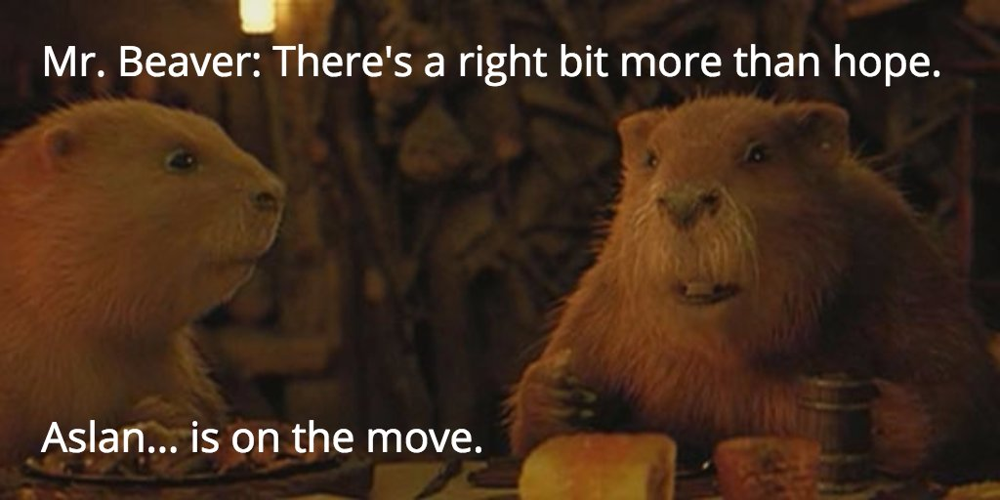 Mr. Beaver: There's a right bit more than hope.
Aslan... is on the move.